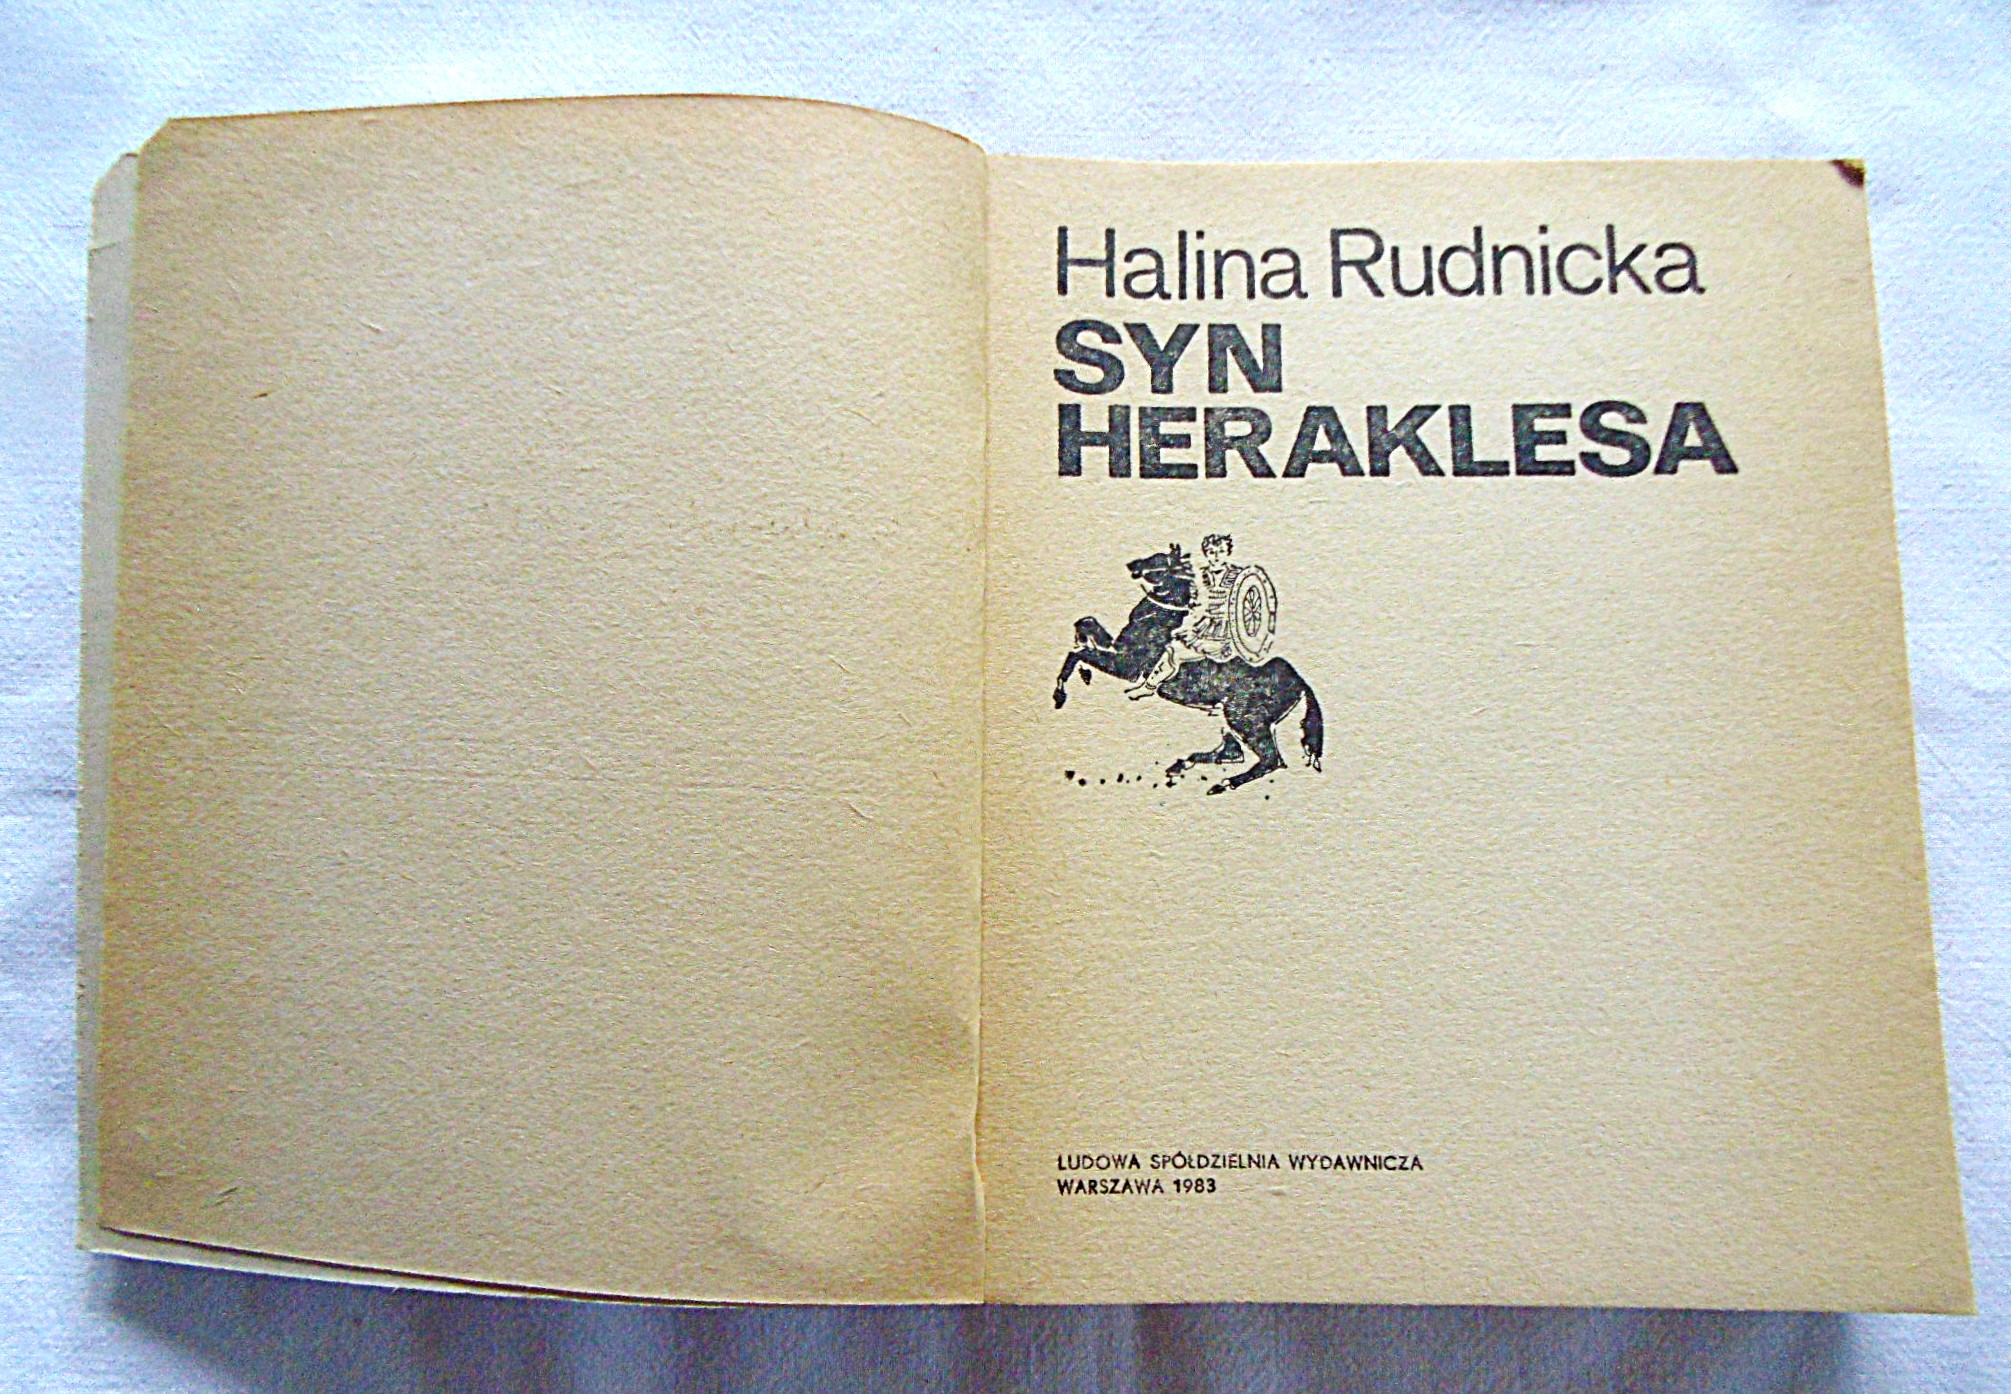 Halina Rudnicka
SYN
HERAKLESA
LUDOWA SPÓŁDZIELNIA WYDAWNICZA
WARSZAWA 1983